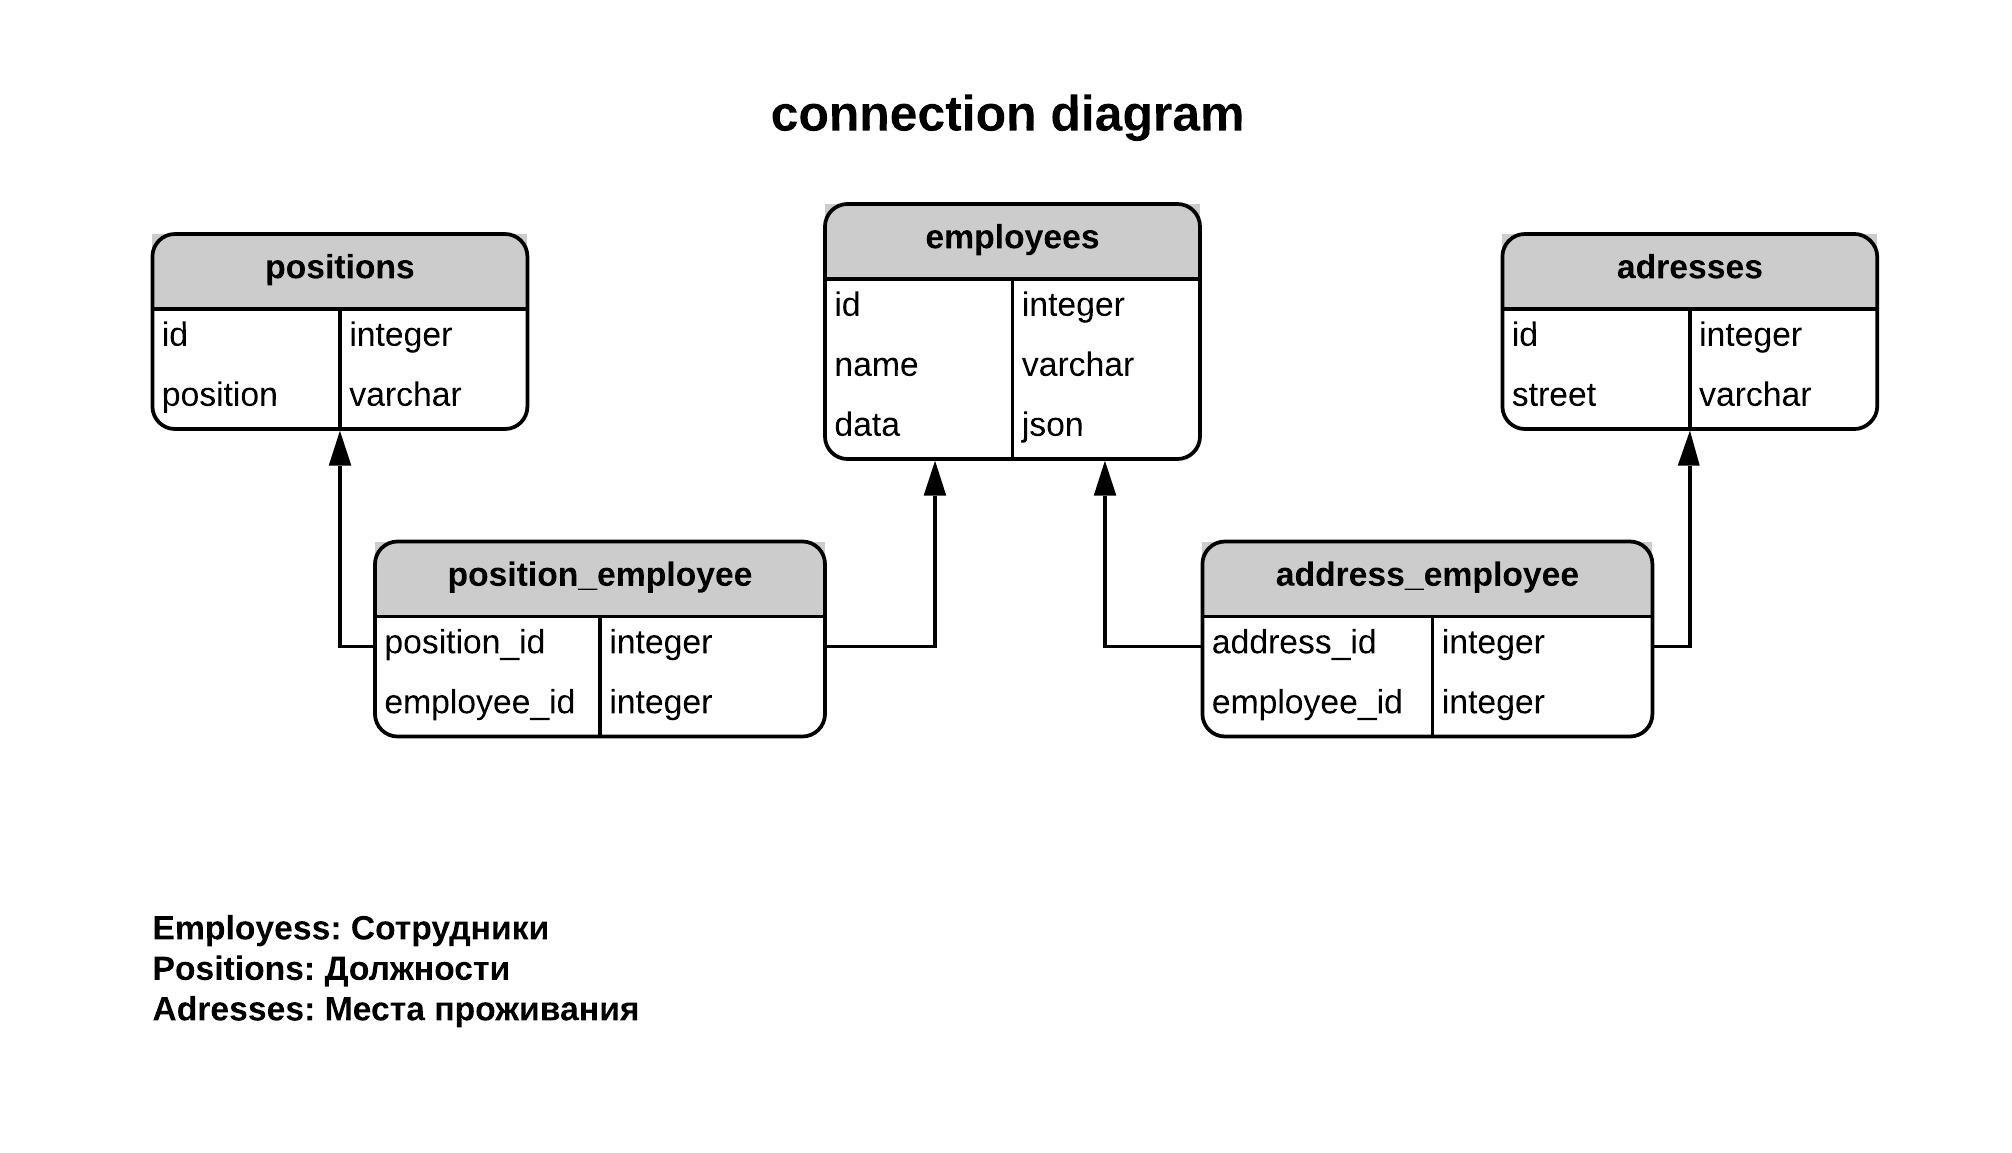 connection diagram
positions
id integer
position varchar
employees
id integer
name varchar
data json
adresses
id integer
street varchar
position_employee
position_id integer
employee_id integer
address_employee
address_id integer
employee_id integer
Employess: Сотрудники
Positions: Должности
Adresses: Места проживания